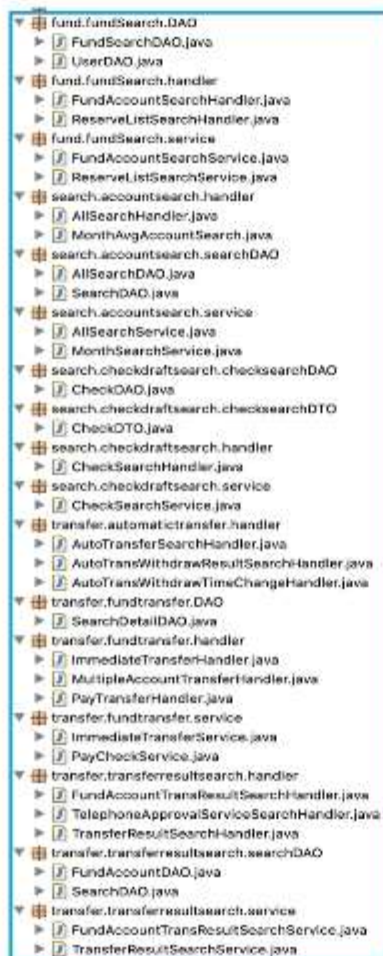 fund.fundSearch.DAO
FundSearchDAO.java
UserDAO.java
fund.fundSearch.handler
FundAccountSearchHandler.java
ReserveListSearchHandler.java
fund.fundSearch.service
FundAccountSearchService.java
ReserveListSearchService.java
search.accountsearch.handler
AllSearchHandler.java
MonthAvgAccountSearch.java
search.accountsearch.searchDAO
AllSearchDAO.java
SearchDAO.java
search.accountsearch.service
AllSearchService.java
MonthSearchService.java
search.checkdraftsearch.checksearchDAO
CheckDAO.java
search.checkdraftsearch.checksearchDTO
CheckDTO.java
search.checkdraftsearch.handler
CheckSearchHandler.java
search.checkdraftsearch.service
CheckSearchService.java
transfer.automatictransfer.handler
AutoTransferSearchHandler.java
AutoTransWithdrawResultSearchHandler.java
AutoTransWithdrawTimeChangeHandler.java
transfer.fundtransfer.DAO
SearchDetailDAO.java
transfer.fundtransfer.handler
ImmediateTransferHandler.java
MultipleAccountTransferHandler.java
PayTransferHandler.java
transfer.fundtransfer.service
ImmediateTransferService.java
PayCheckService.java
transfer.transferresultsearch.handler
FundAccountTransResultSearchHandler.java
TelephoneApprovalServiceSearchHandler.java
TransferResultSearchHandler.java
transfer.transferresultsearch.searchDAO
FundAccountDAO.java
SearchDAO.java
transfer.transferresultsearch.service
FundAccountTransResultSearchService.java
TransferResultSearchService.java